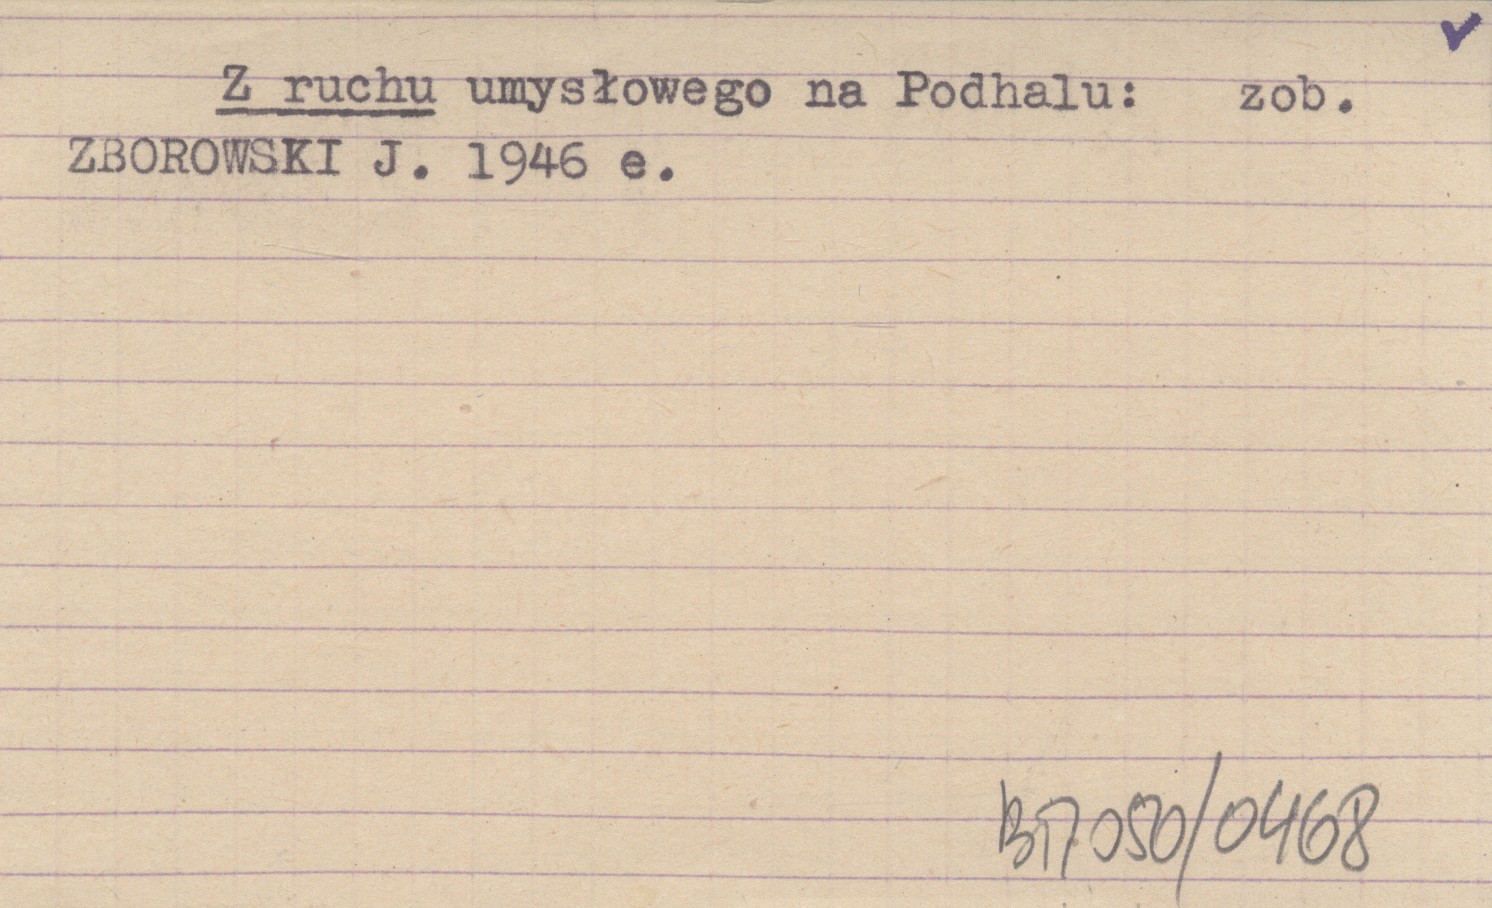 Z ruchu umysłowego na Podhalu: zob.
ZBOROWSKI J. 1946 e.
B17050/0468